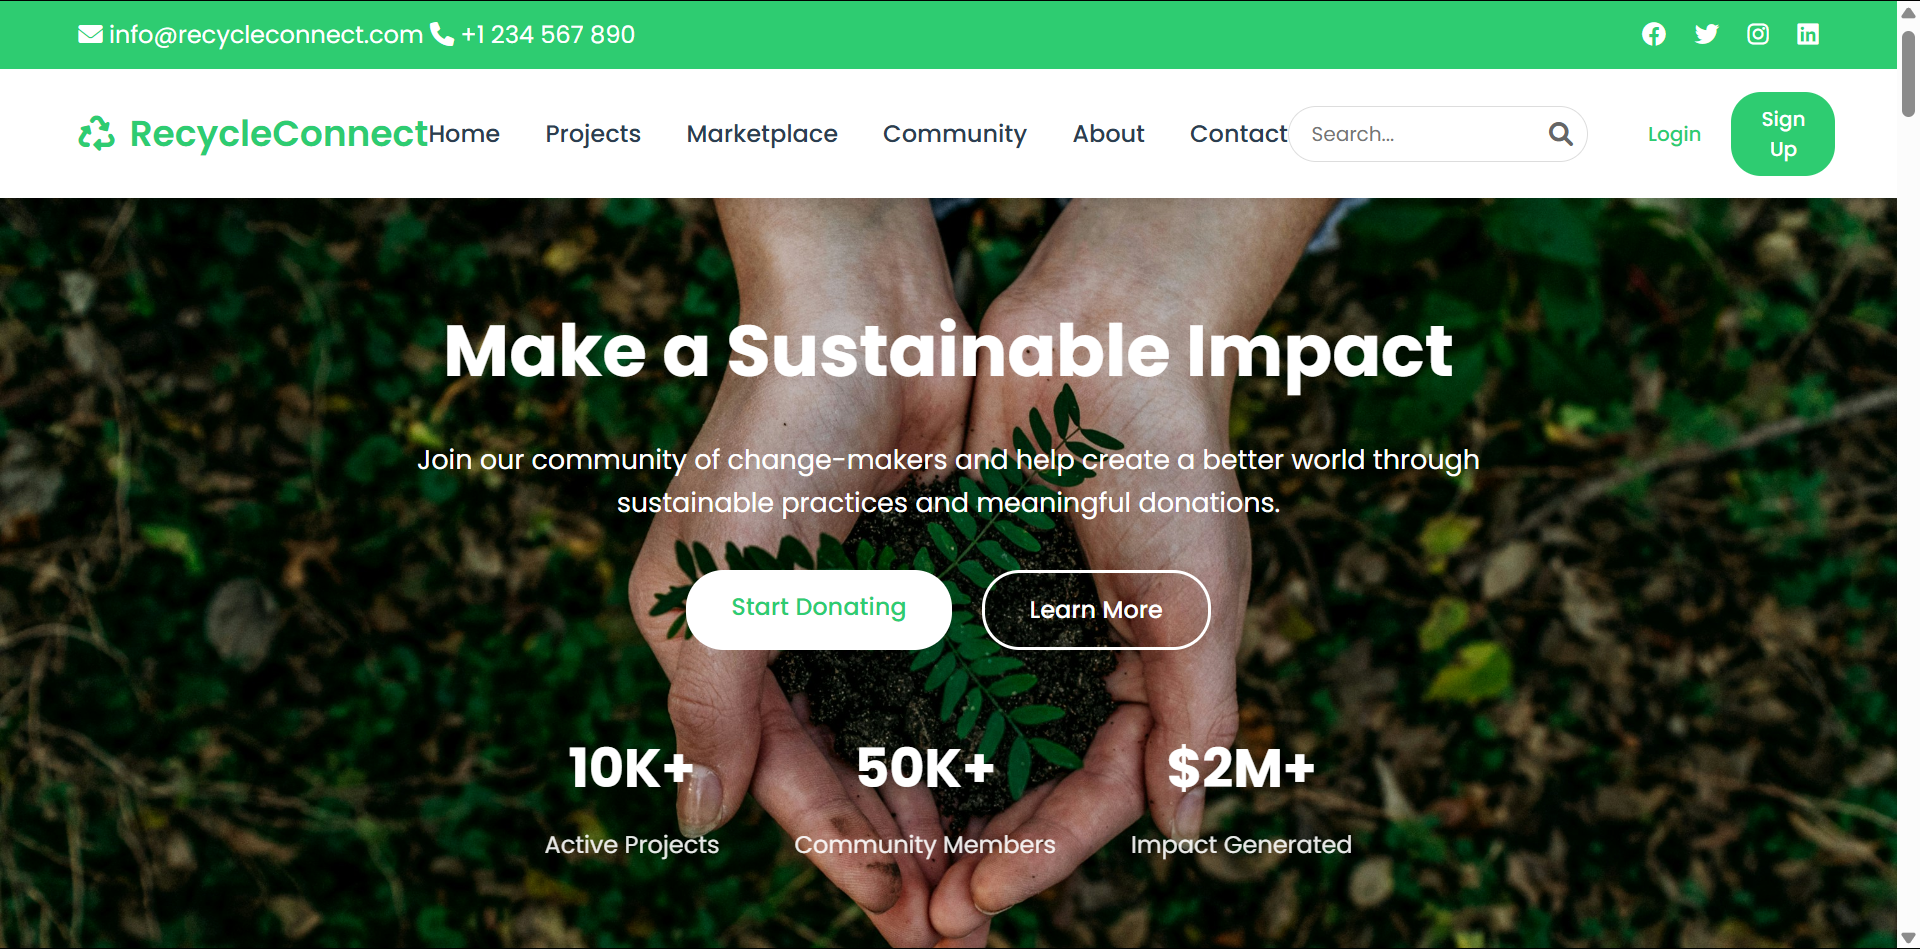 info@recycleconnect.com +1 234 567 890
RecycleConnect Home Projects Marketplace Community About Contact Search... Login Sign Up
Make a Sustainable Impact
Join our community of change-makers and help create a better world through
sustainable practices and meaningful donations.
Start Donating Learn More
10K+ 50K+ $2M+
Active Projects Community Members Impact Generated